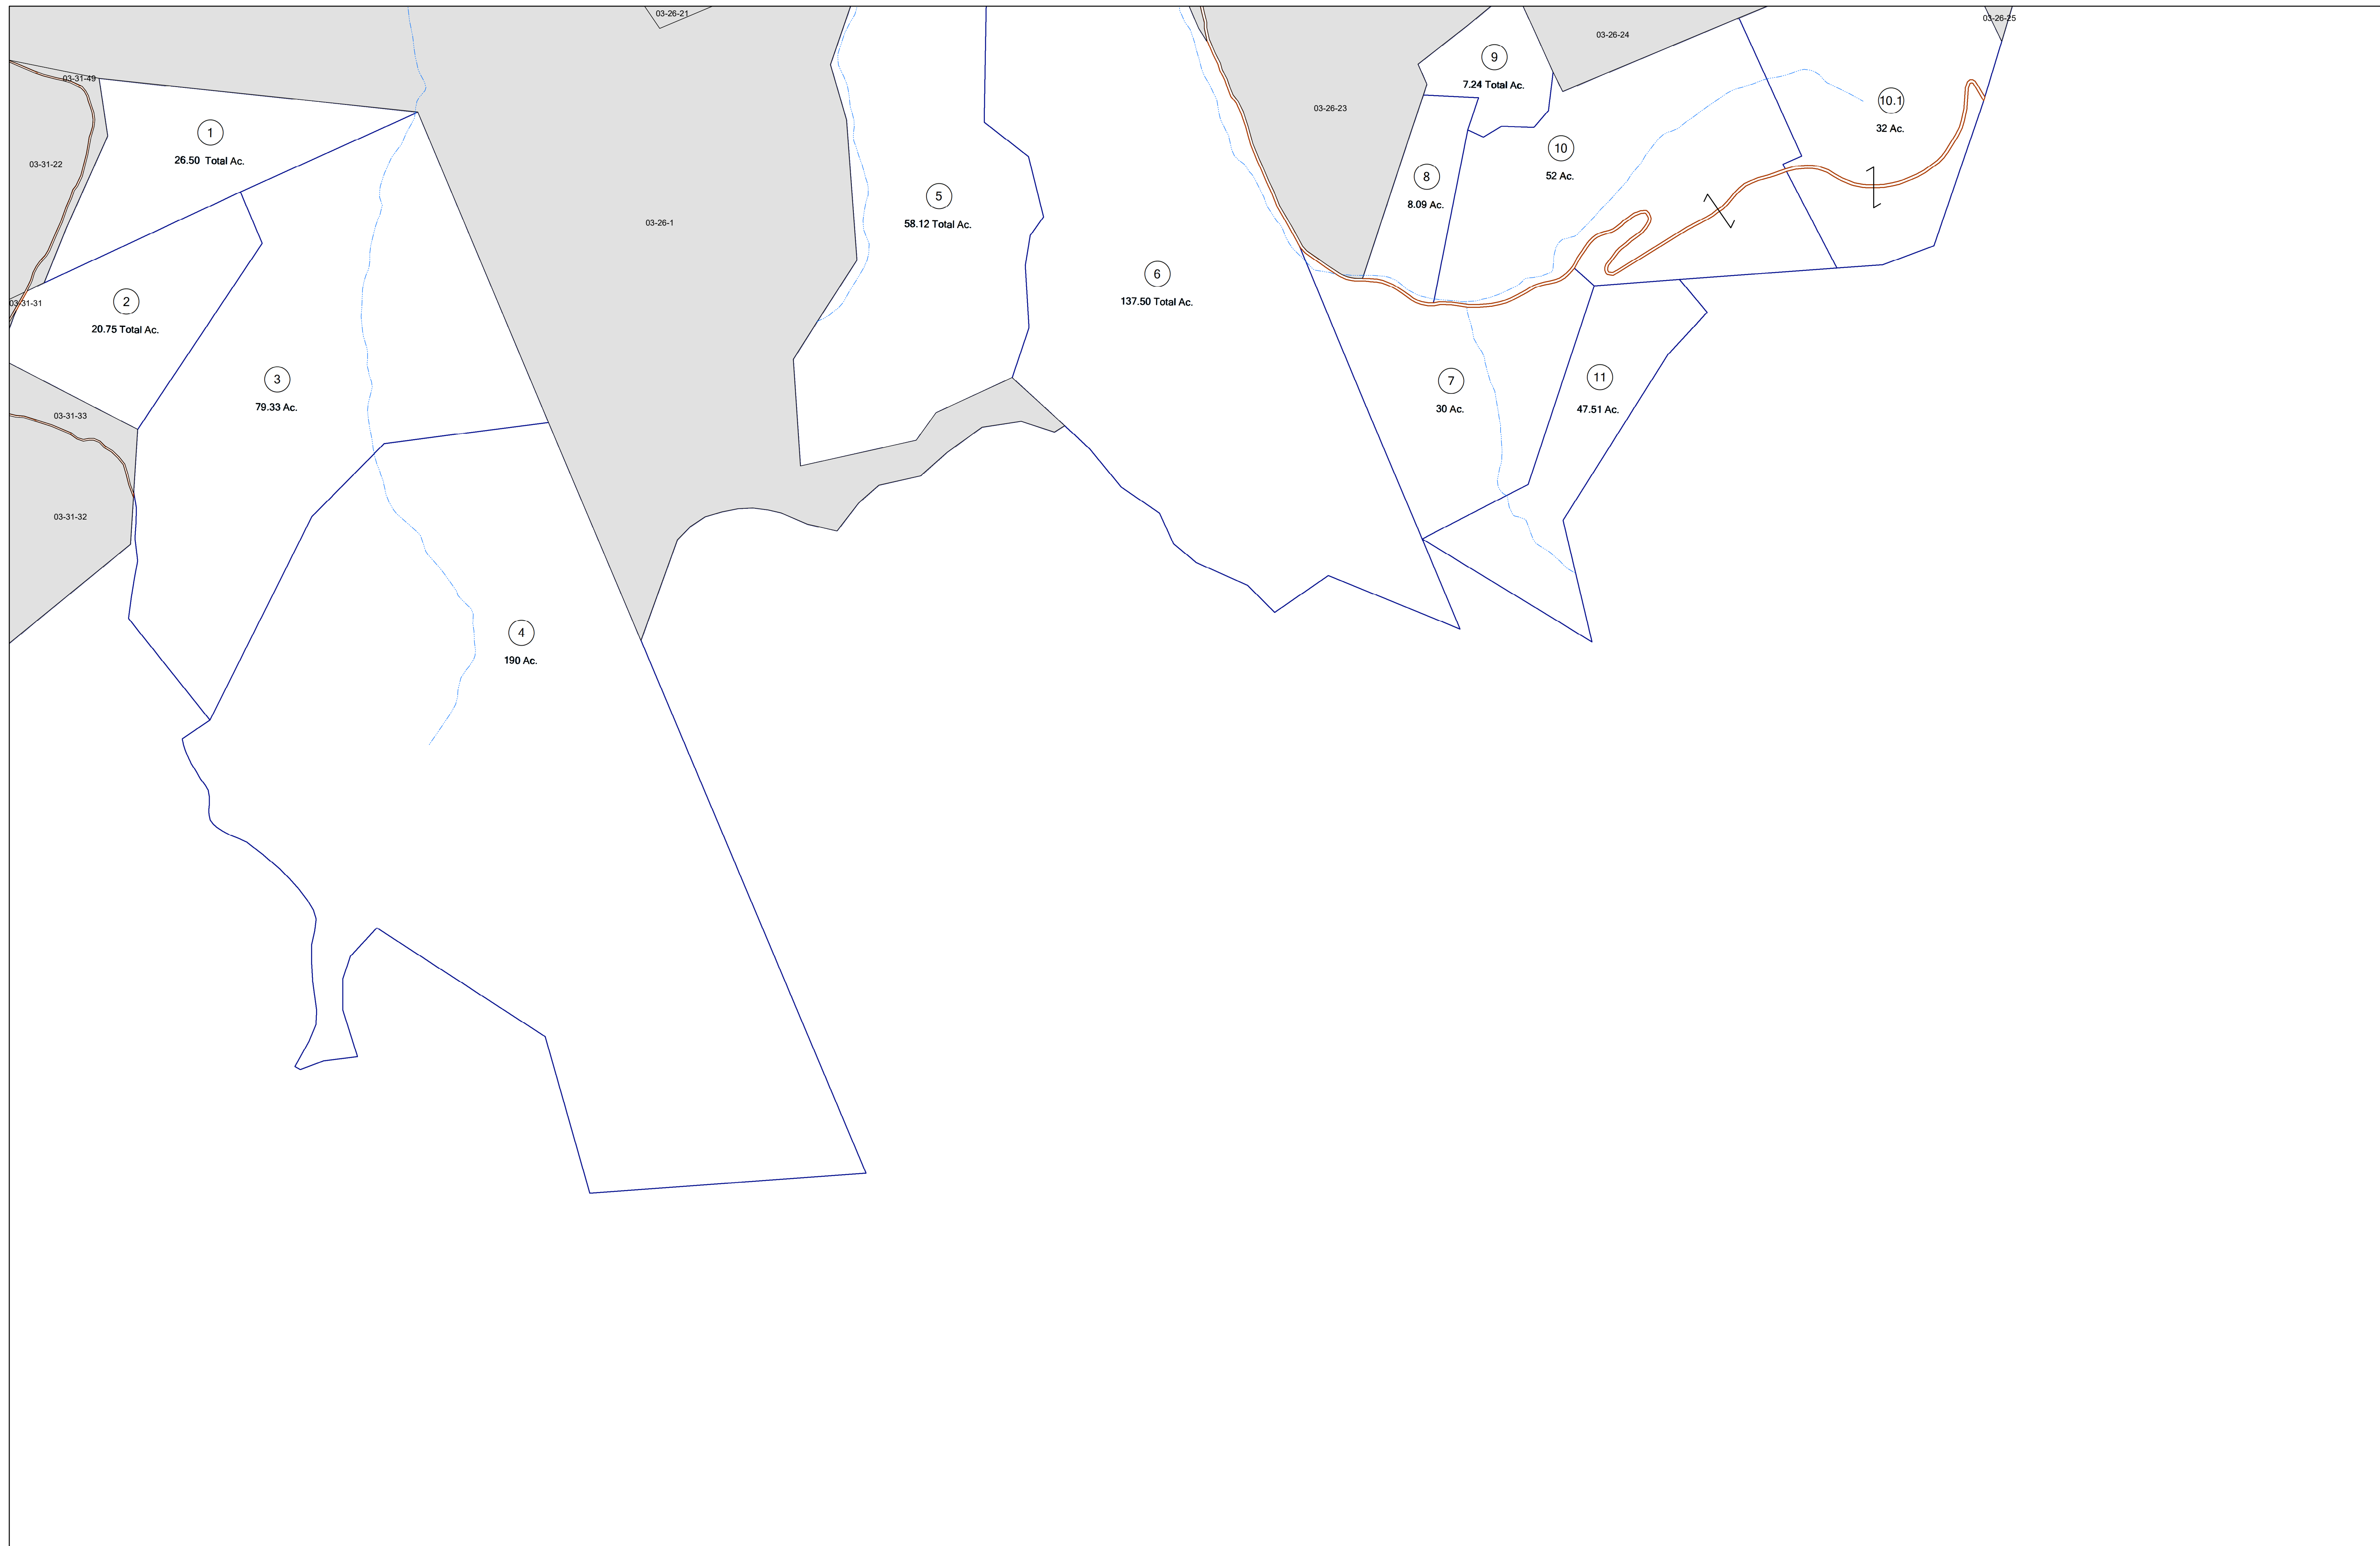 03-26-21
03-26-25
03-26-24
9
7.24 Total Ac.
03-31-49
10.1
32 Ac.
03-26-23
1
26.50 Total Ac.
03-31-22
10
52 Ac.
8
8.09 Ac.
5
58.12 Total Ac.
03-26-1
6
137.50 Total Ac.
2
20.75 Total Ac.
03-31-31
3
79.33 Ac.
7
30 Ac.
11
47.51 Ac.
03-31-33
03-31-32
4
190 Ac.